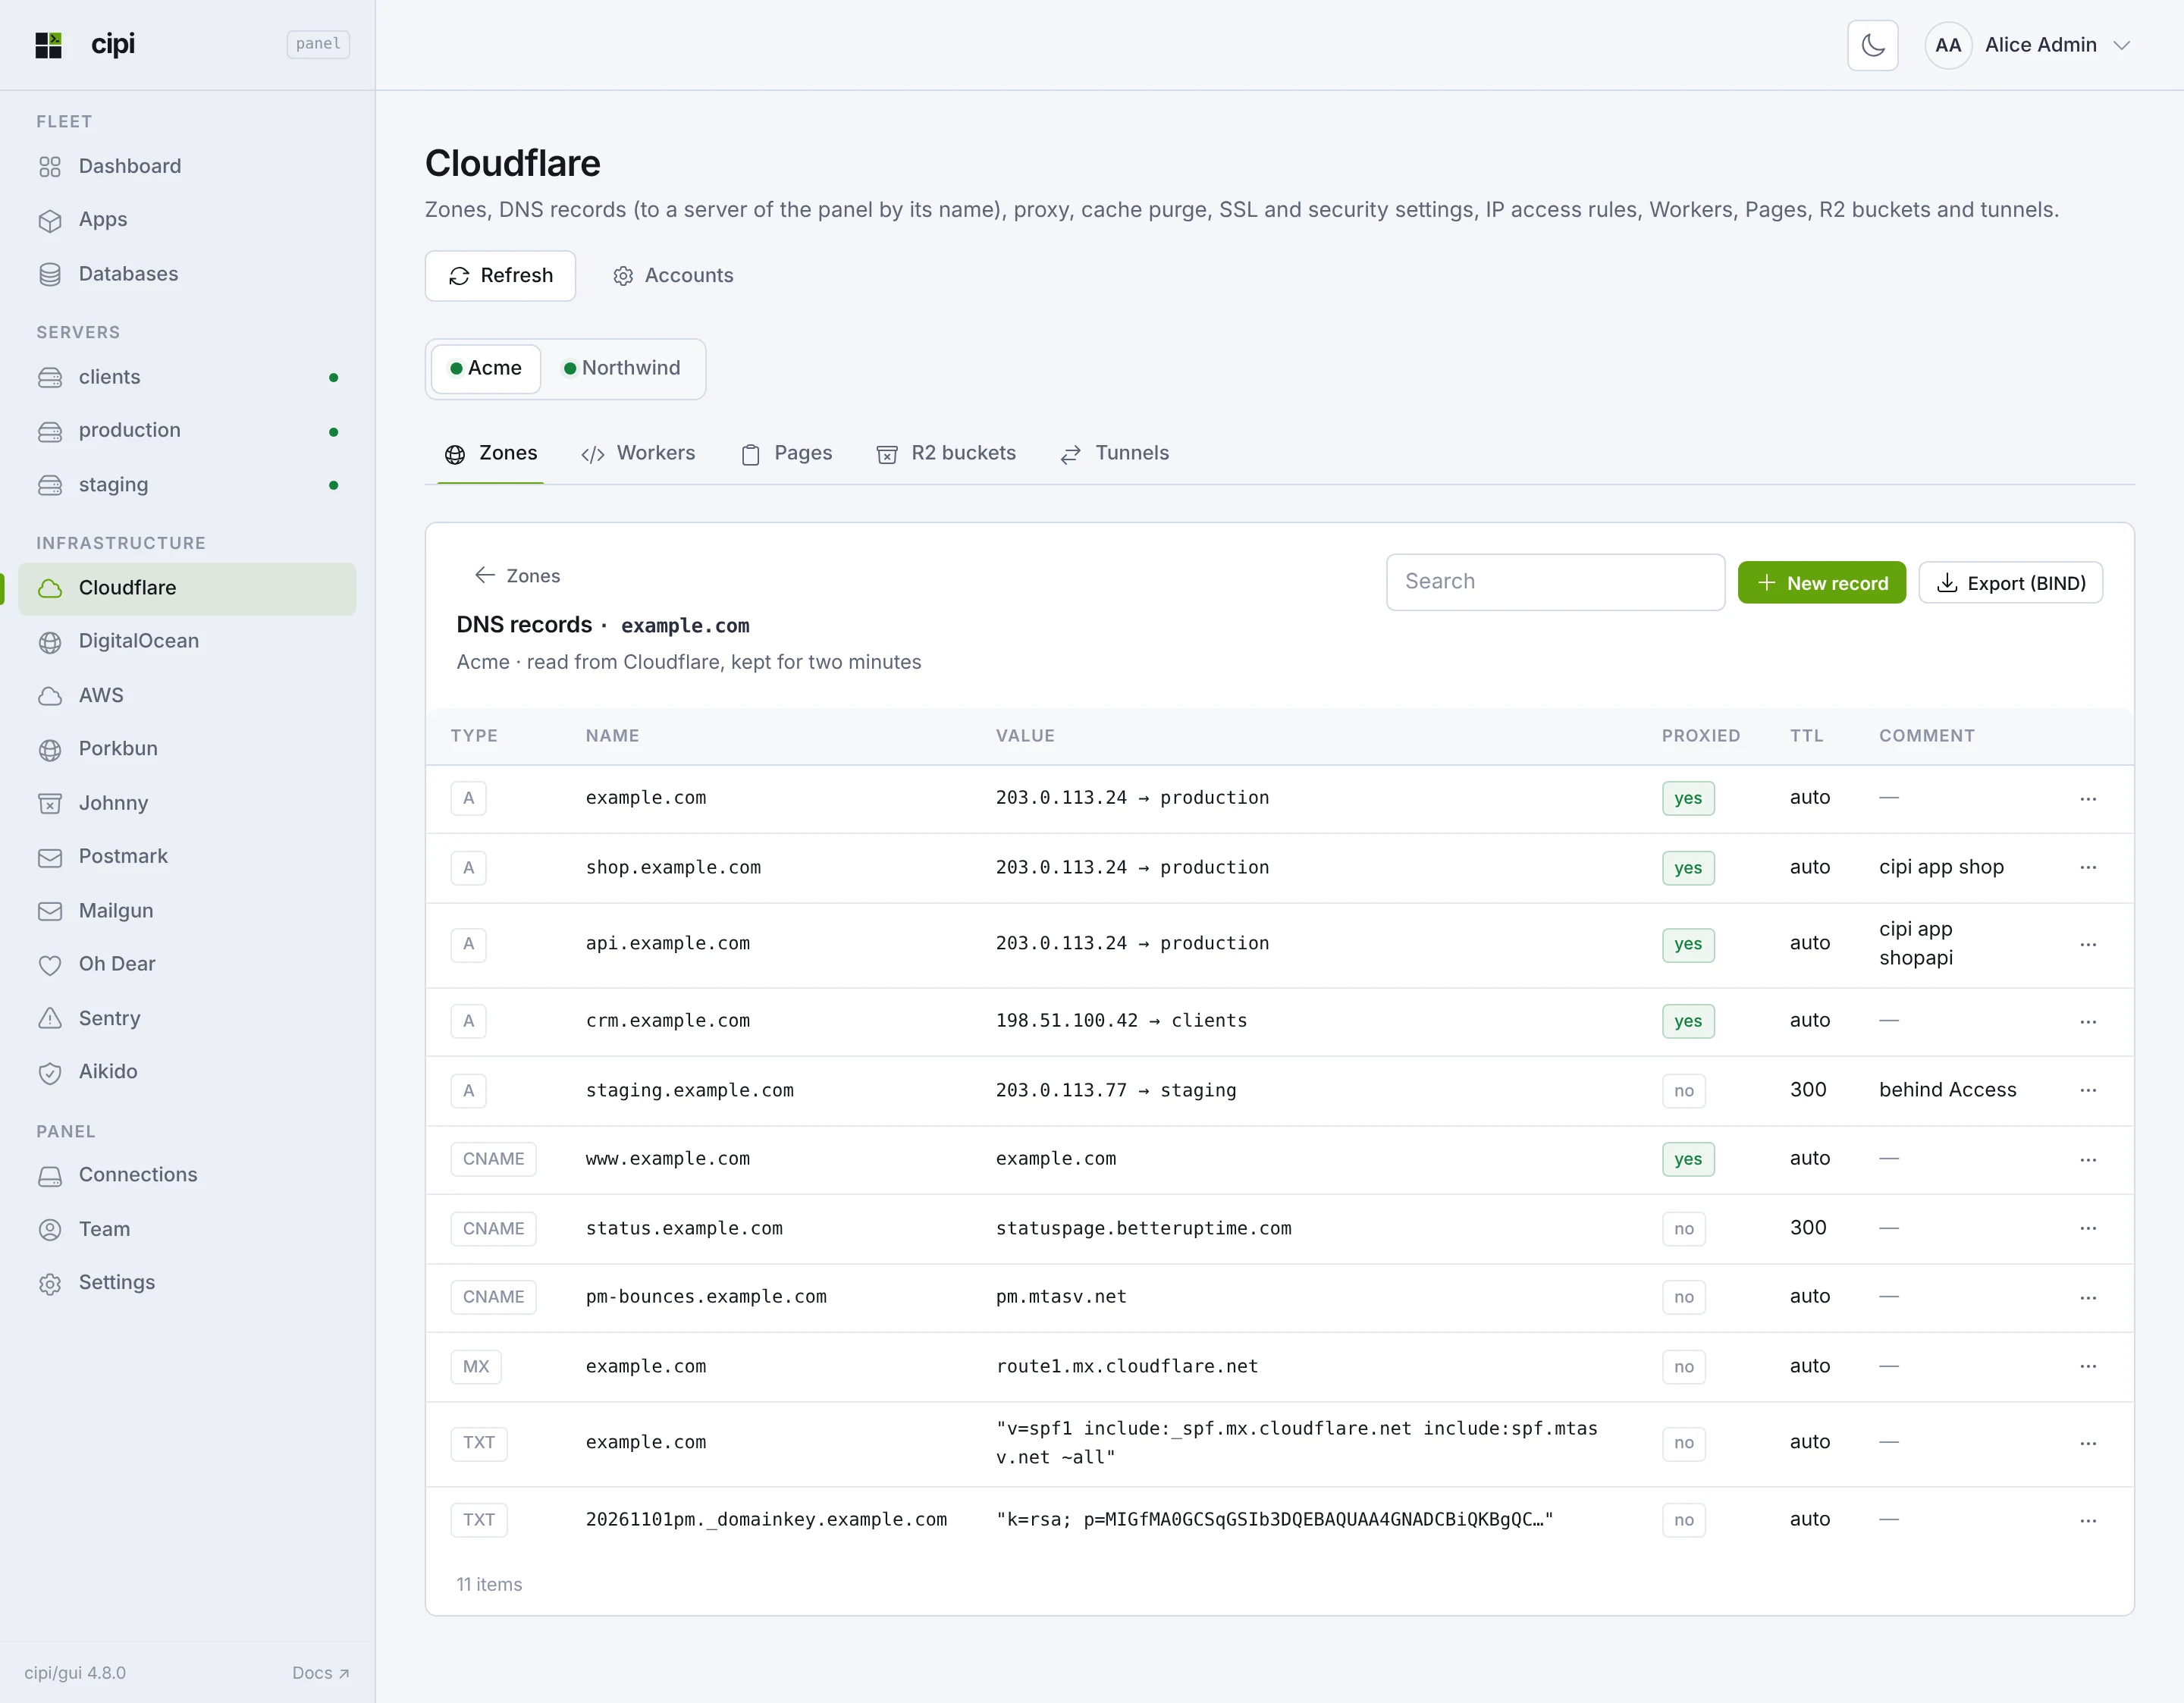 cipi
panel
FLEET
Dashboard
Apps
Databases
SERVERS
clients
production
staging
INFRASTRUCTURE
Cloudflare
DigitalOcean
AWS
Porkbun
Johnny
Postmark
Mailgun
Oh Dear
Sentry
Aikido
PANEL
Connections
Team
Settings
cipi/gui 4.8.0
Docs ↗
AA Alice Admin
Cloudflare
Zones, DNS records (to a server of the panel by its name), proxy, cache purge, SSL and security settings, IP access rules, Workers, Pages, R2 buckets and tunnels.
Refresh Accounts
Acme Northwind
Zones Workers Pages R2 buckets Tunnels
← Zones
Search
+ New record
Export (BIND)
DNS records · example.com
Acme · read from Cloudflare, kept for two minutes
TYPE NAME VALUE PROXIED TTL COMMENT
A example.com 203.0.113.24 → production yes auto — ...
A shop.example.com 203.0.113.24 → production yes auto cipi app shop ...
A api.example.com 203.0.113.24 → production yes auto cipi app
shopapi ...
A crm.example.com 198.51.100.42 → clients yes auto — ...
A staging.example.com 203.0.113.77 → staging no 300 behind Access ...
CNAME www.example.com example.com yes auto — ...
CNAME status.example.com statuspage.betteruptime.com no 300 — ...
CNAME pm-bounces.example.com pm.mtasv.net no auto — ...
MX example.com route1.mx.cloudflare.net no auto — ...
TXT example.com "v=spf1 include:_spf.mx.cloudflare.net include:spf.mtas
v.net ~all" no auto — ...
TXT 20261101pm._domainkey.example.com "k=rsa; p=MIGfMA0GCSqGSIb3DQEBAQUAA4GNADCBiQKBgQC…" no auto — ...
11 items